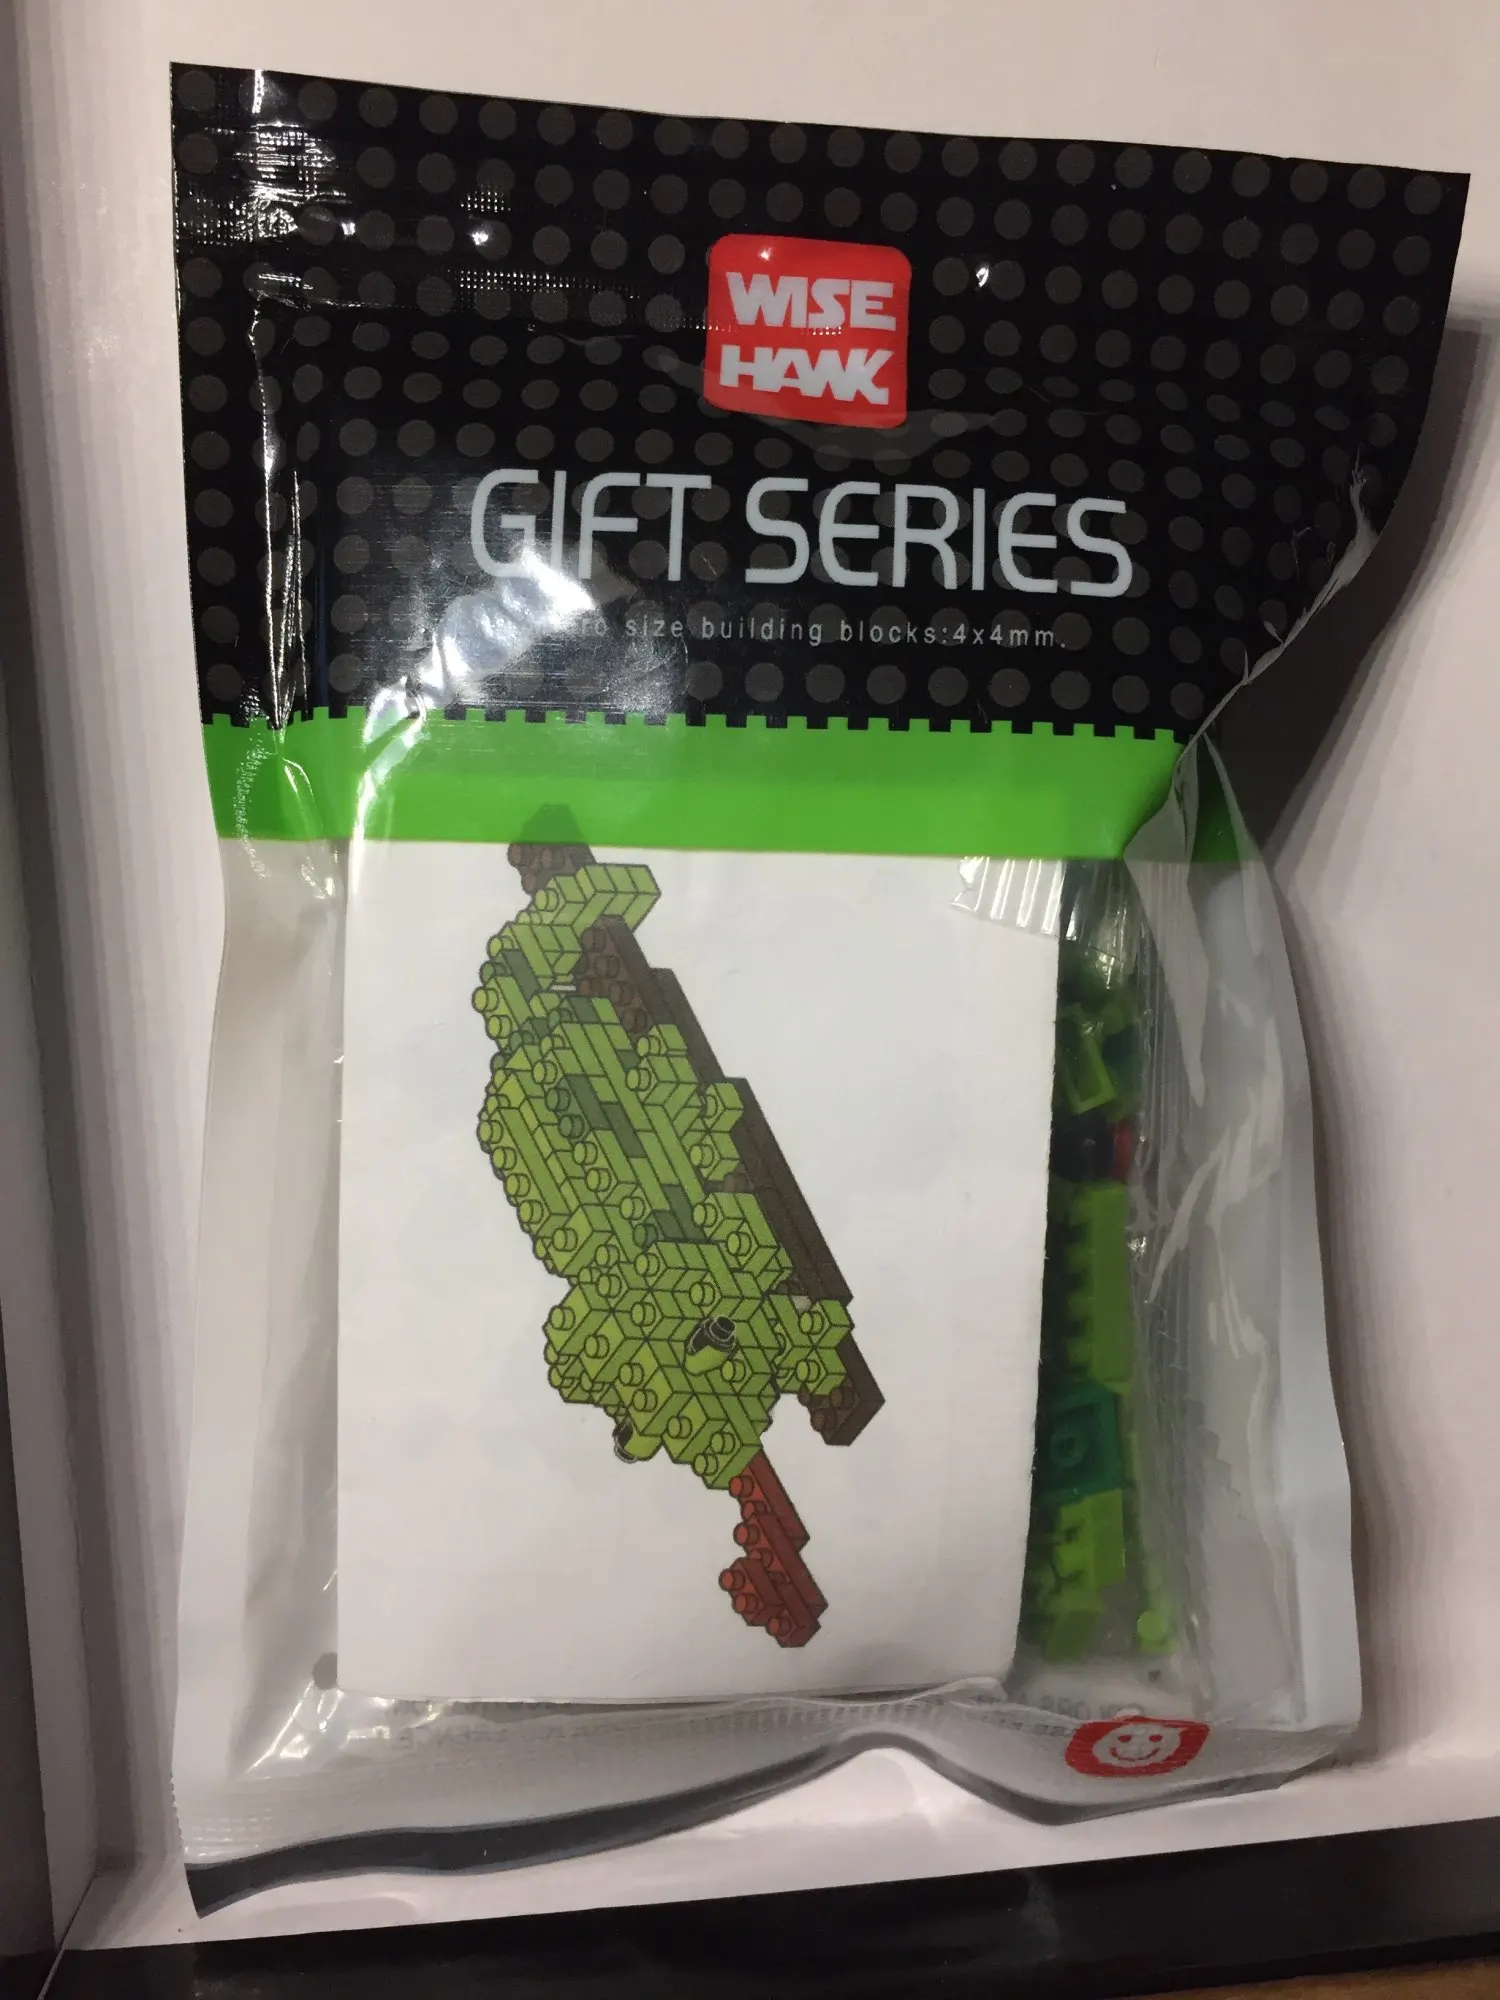 WISE
HAWK
GIFT SERIES
size building blocks:4x4mm.